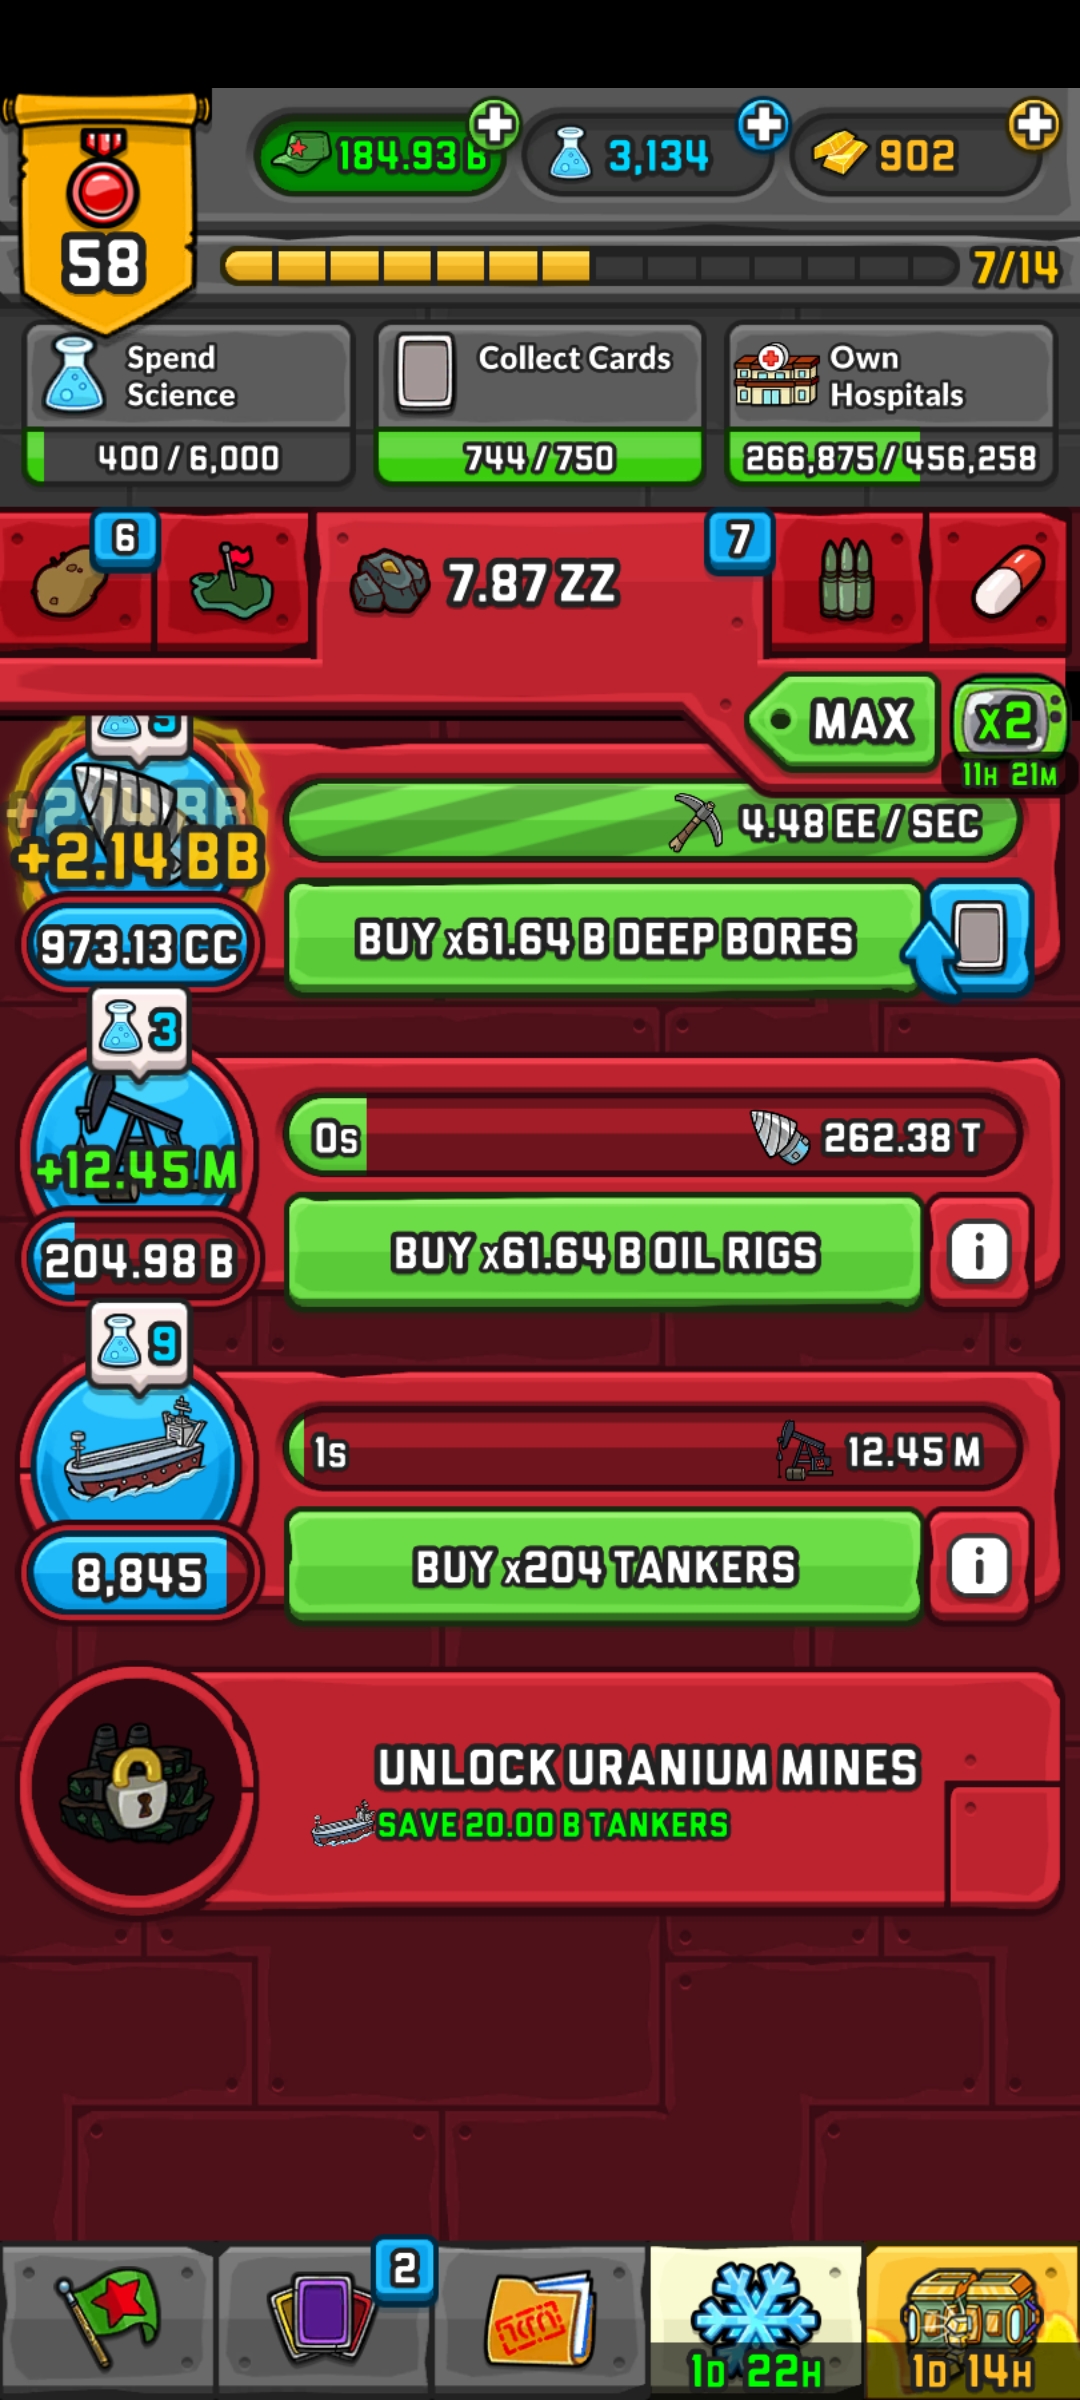 184.93 B
3,134
902
58
7/14
Spend
Science
400 / 6,000
Collect Cards
744 / 750
Own
Hospitals
266,875 / 456,258
6
7.87 ZZ
7
MAX
x2
11H 21M
+2.14 BB
+2.14 BB
973.13 CC
4.48 EE / SEC
BUY x61.64 B DEEP BORES
3
+12.45 M
204.98 B
0s
262.38 T
BUY x61.64 B OIL RIGS
i
9
8,845
1s
12.45 M
BUY x204 TANKERS
i
UNLOCK URANIUM MINES
SAVE 20.00 B TANKERS
2
1D 22H
1D 14H